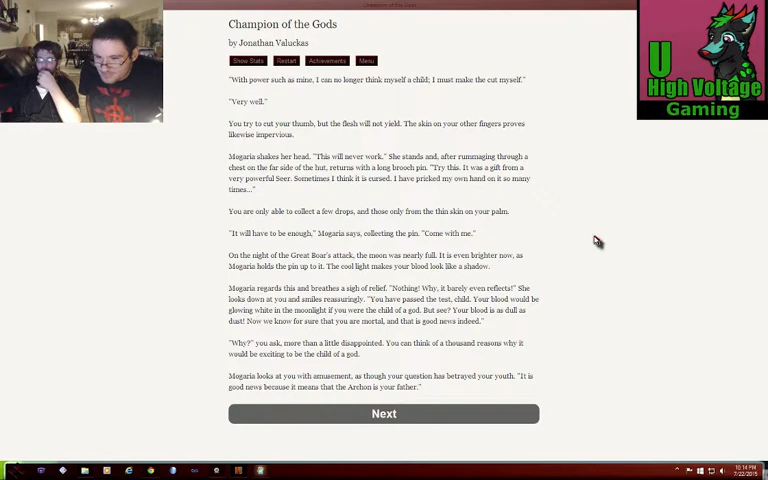 Champion of the Gods
Champion of the Gods
by Jonathan Valuckas
Show Stats
Restart
Achievements
Menu
"With power such as mine, I can no longer think myself a child; I must make the cut myself."
"Very well."
You try to cut your thumb, but the flesh will not yield. The skin on your other fingers proves
likewise impervious.
Mogaria shakes her head. "This will never work." She stands and, after rummaging through a
chest on the far side of the hut, returns with a long brooch pin. "Try this. It was a gift from a
very powerful Seer. Sometimes I think it is cursed. I have pricked my own hand on it so many
times..."
You are only able to collect a few drops, and those only from the thin skin on your palm.
"It will have to be enough," Mogaria says, collecting the pin. "Come with me."
On the night of the Great Boar's attack, the moon was nearly full. It is even brighter now, as
Mogaria holds the pin up to it. The cool light makes your blood look like a shadow.
Mogaria regards this and breathes a sigh of relief. "Nothing! Why, it barely even reflects!" She
looks down at you and smiles reassuringly. "You have passed the test, child. Your blood would be
glowing white in the moonlight if you were the child of a god. But see? Your blood is as dull as
dust! Now we know for sure that you are mortal, and that is good news indeed."
"Why?" you ask, more than a little disappointed. You can think of a thousand reasons why it
would be exciting to be the child of a god.
Mogaria looks at you with amusement, as though your question has betrayed your youth. "It is
good news because it means that the Archon is your father."
Next
U
High Voltage
Gaming
10:14 PM
7/22/2015